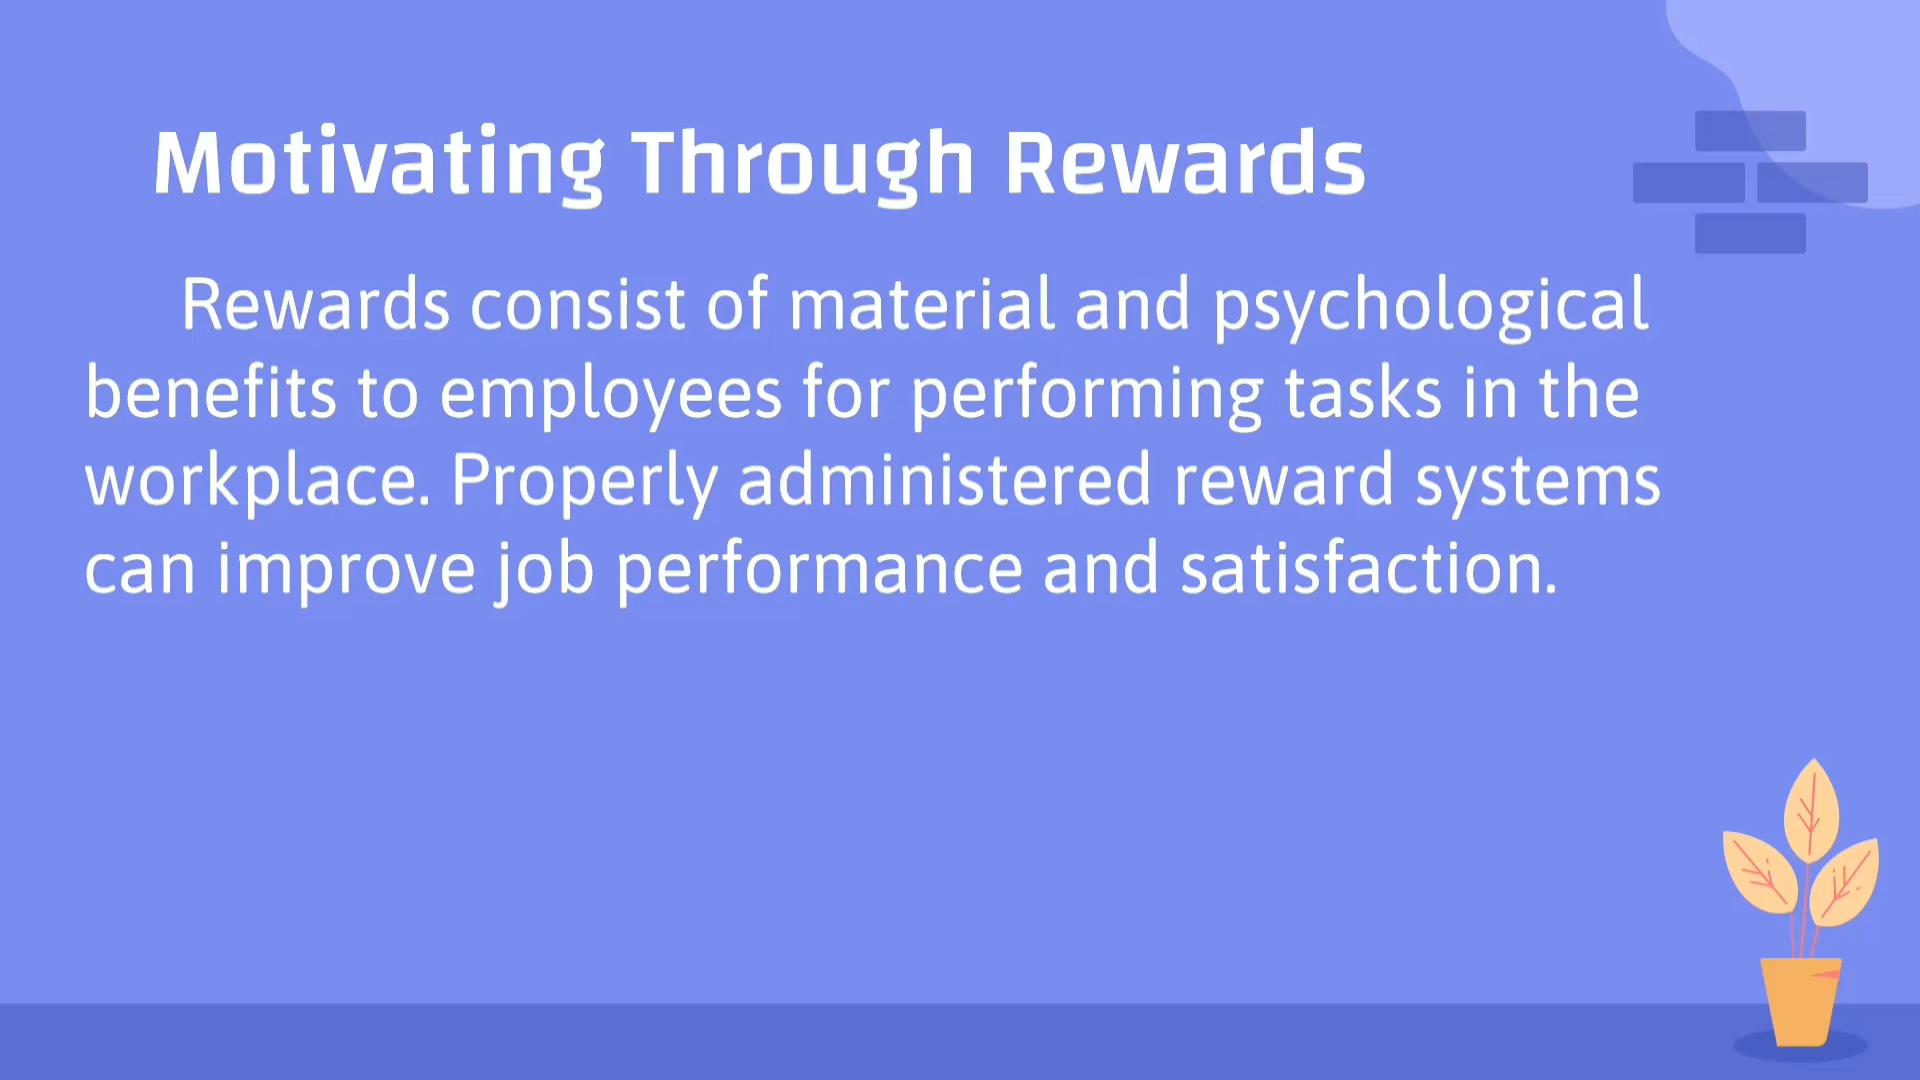 Motivating Through Rewards
Rewards consist of material and psychological
benefits to employees for performing tasks in the
workplace. Properly administered reward systems
can improve job performance and satisfaction.